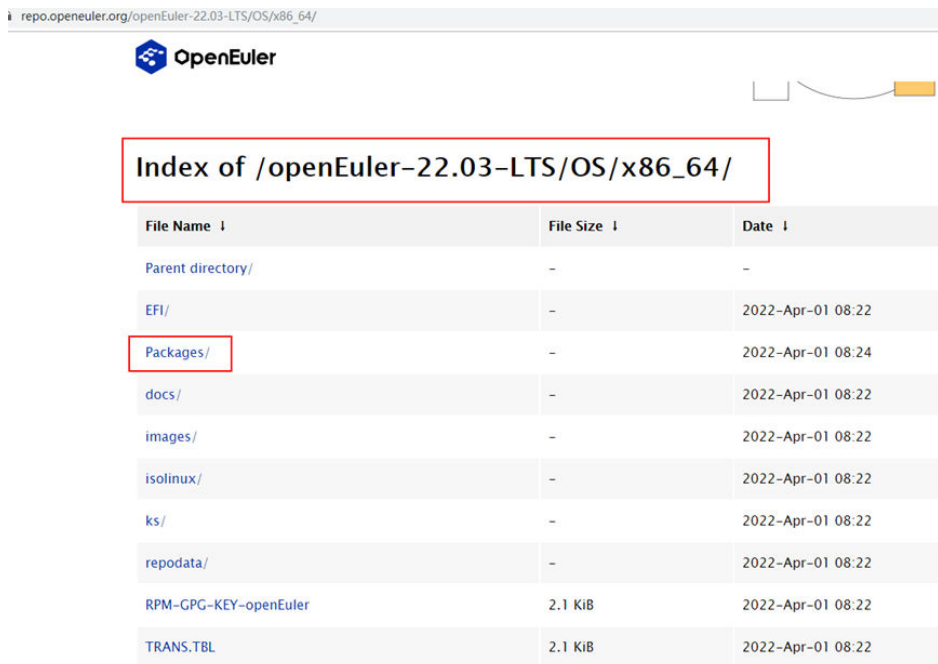 repo.openeuler.org/openEuler-22.03-LTS/OS/x86_64/
OpenEuler
Index of /openEuler-22.03-LTS/OS/x86_64/
File Name ↓ File Size ↓ Date ↓
Parent directory/ - -
EFI/ - 2022-Apr-01 08:22
Packages/ - 2022-Apr-01 08:24
docs/ - 2022-Apr-01 08:22
images/ - 2022-Apr-01 08:22
isolinux/ - 2022-Apr-01 08:22
ks/ - 2022-Apr-01 08:22
repodata/ - 2022-Apr-01 08:22
RPM-GPG-KEY-openEuler 2.1 KiB 2022-Apr-01 08:22
TRANS.TBL 2.1 KiB 2022-Apr-01 08:22